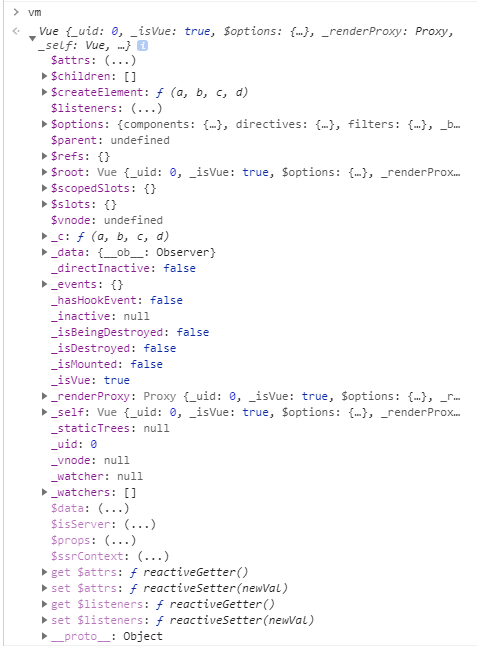 > vm
Vue {_uid: 0, _isVue: true, $options: {…}, _renderProxy: Proxy,
_self: Vue, …} i
$attrs: (...)
$children: []
$createElement: ƒ (a, b, c, d)
$listeners: (...)
$options: {components: {…}, directives: {…}, filters: {…}, _b…
$parent: undefined
$refs: {}
$root: Vue {_uid: 0, _isVue: true, $options: {…}, _renderProx…
$scopedSlots: {}
$slots: {}
$vnode: undefined
_c: ƒ (a, b, c, d)
_data: {__ob__: Observer}
_directInactive: false
_events: {}
_hasHookEvent: false
_inactive: null
_isBeingDestroyed: false
_isDestroyed: false
_isMounted: false
_isVue: true
_renderProxy: Proxy {_uid: 0, _isVue: true, $options: {…}, _r…
_self: Vue {_uid: 0, _isVue: true, $options: {…}, _renderProx…
_staticTrees: null
_uid: 0
_vnode: null
_watcher: null
_watchers: []
$data: (...)
$isServer: (...)
$props: (...)
$ssrContext: (...)
get $attrs: ƒ reactiveGetter()
set $attrs: ƒ reactiveSetter(newVal)
get $listeners: ƒ reactiveGetter()
set $listeners: ƒ reactiveSetter(newVal)
__proto__: Object